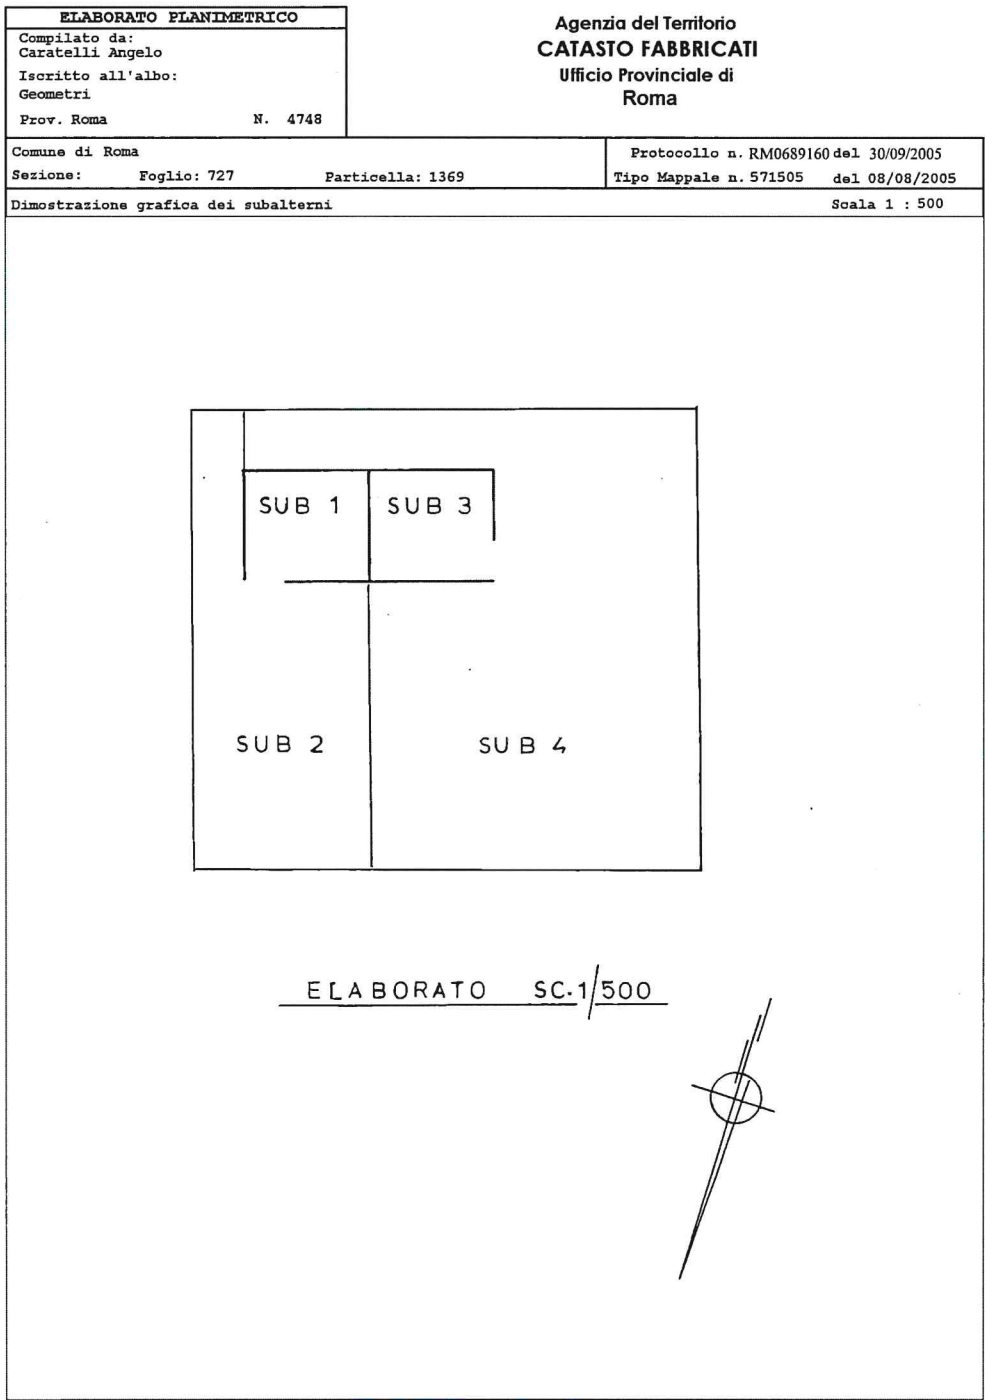 ELABORATO PLANIMETRICO
Compilato da:
Caratelli Angelo
Iscritto all'albo:
Geometri
Prov. Roma N. 4748
Agenzia del Territorio
CATASTO FABBRICATI
Ufficio Provinciale di
Roma
Comune di Roma
Sezione: Foglio: 727 Particella: 1369
Protocollo n. RM0689160 del 30/09/2005
Tipo Mappale n. 571505 del 08/08/2005
Dimostrazione grafica dei subalterni Scala 1 : 500
SUB 1 SUB 3
SUB 2 SUB 4
ELABORATO SC.1/500